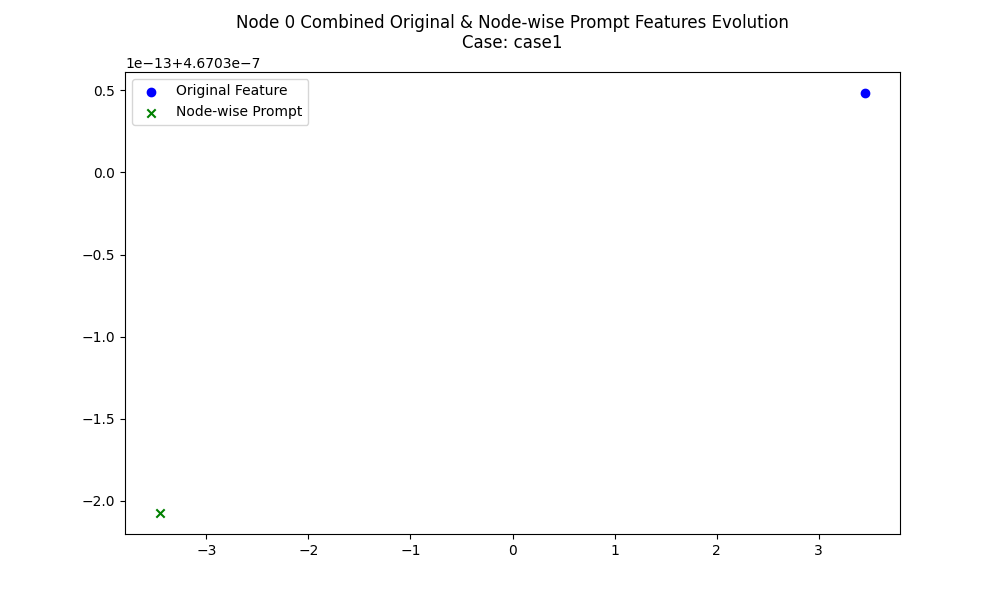 Node 0 Combined Original & Node-wise Prompt Features Evolution
Case: case1
1e−13+4.6703e−7
Original Feature
Node-wise Prompt
0.5
0.0
−0.5
−1.0
−1.5
−2.0
−3 −2 −1 0 1 2 3